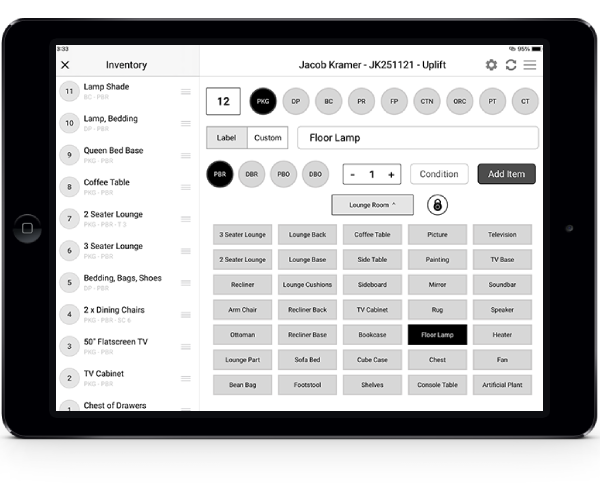 3:33
95%
Inventory
Jacob Kramer - JK251121 - Uplift
11 Lamp Shade
BC - PBR
10 Lamp, Bedding
DP - PBR
9 Queen Bed Base
PKG - PBR
8 Coffee Table
PKG - PBR
7 2 Seater Lounge
PKG - PBR - T 3
6 3 Seater Lounge
PKG - PBR
5 Bedding, Bags, Shoes
DP - PBR
4 2 x Dining Chairs
PKG - PBR - SC 6
3 50" Flatscreen TV
PKG - PBR
2 TV Cabinet
PKG - PBR
1 Chest of Drawers
12 PKG DP BC PR FP CTN ORC PT CT
Label Custom Floor Lamp
PBR DBR PBO DBO - 1 + Condition Add Item
Lounge Room ^
3 Seater Lounge Lounge Back Coffee Table Picture Television
2 Seater Lounge Lounge Base Side Table Painting TV Base
Recliner Lounge Cushions Sideboard Mirror Soundbar
Arm Chair Recliner Back TV Cabinet Rug Speaker
Ottoman Recliner Base Bookcase Floor Lamp Heater
Lounge Part Sofa Bed Cube Case Chest Fan
Bean Bag Footstool Shelves Console Table Artificial Plant